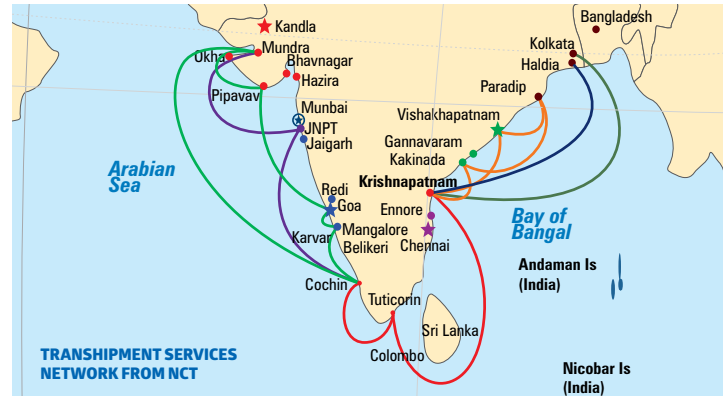 Kandla
Mundra
Okha
Bhavnagar
Hazira
Pipavav
Mumbai
JNPT
Jaigarh
Arabian
Sea
Redi
Goa
Karvar
Mangalore
Belikeri
Cochin
Tuticorin
Colombo
Sri Lanka
Bangladesh
Kolkata
Haldia
Paradip
Vishakhapatnam
Gannavaram
Kakinada
Krishnapatnam
Ennore
Chennai
Bay of
Bangal
Andaman Is
(India)
Nicobar Is
(India)
TRANSHIPMENT SERVICES
NETWORK FROM NCT